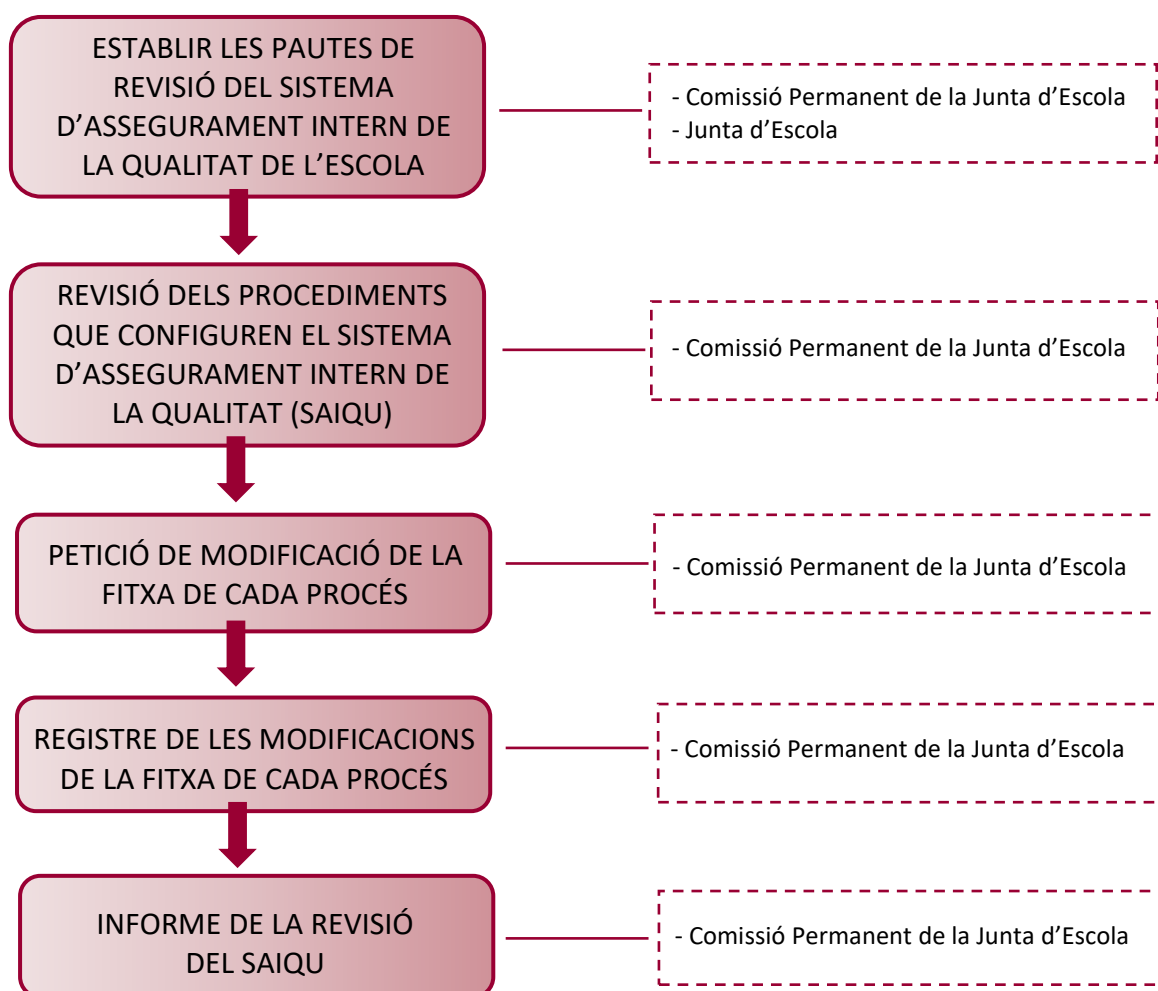 ESTABLIR LES PAUTES DE
REVISIÓ DEL SISTEMA
D’ASSEGURAMENT INTERN DE
LA QUALITAT DE L’ESCOLA
- Comissió Permanent de la Junta d’Escola
- Junta d’Escola
REVISIÓ DELS PROCEDIMENTS
QUE CONFIGUREN EL SISTEMA
D’ASSEGURAMENT INTERN DE
LA QUALITAT (SAIQU)
- Comissió Permanent de la Junta d’Escola
PETICIÓ DE MODIFICACIÓ DE LA
FITXA DE CADA PROCÉS
- Comissió Permanent de la Junta d’Escola
REGISTRE DE LES MODIFICACIONS
DE LA FITXA DE CADA PROCÉS
- Comissió Permanent de la Junta d’Escola
INFORME DE LA REVISIÓ
DEL SAIQU
- Comissió Permanent de la Junta d’Escola